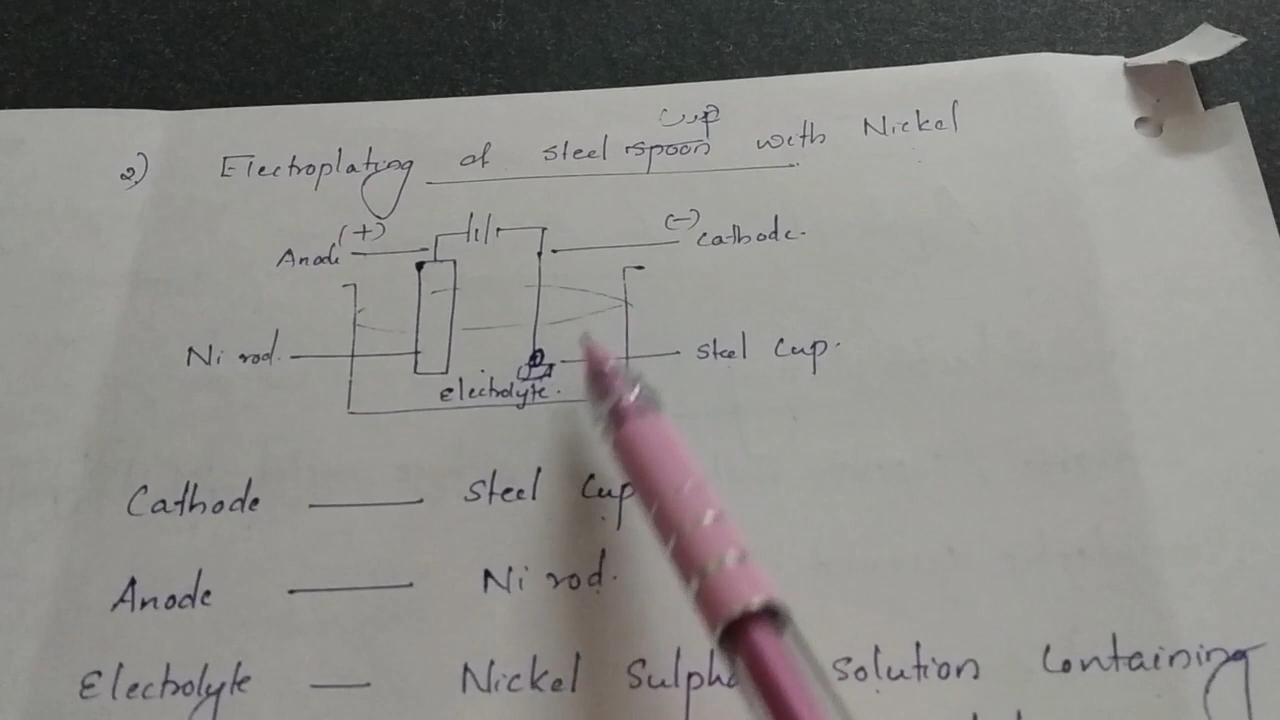 cup
2) Electroplating of steel spoon with Nickel
Anode (+)
(-) cathode.
Ni rod.
steel cup.
electrolyte.
Cathode — steel cup
Anode — Ni rod.
Electrolyte — Nickel Solution Containing